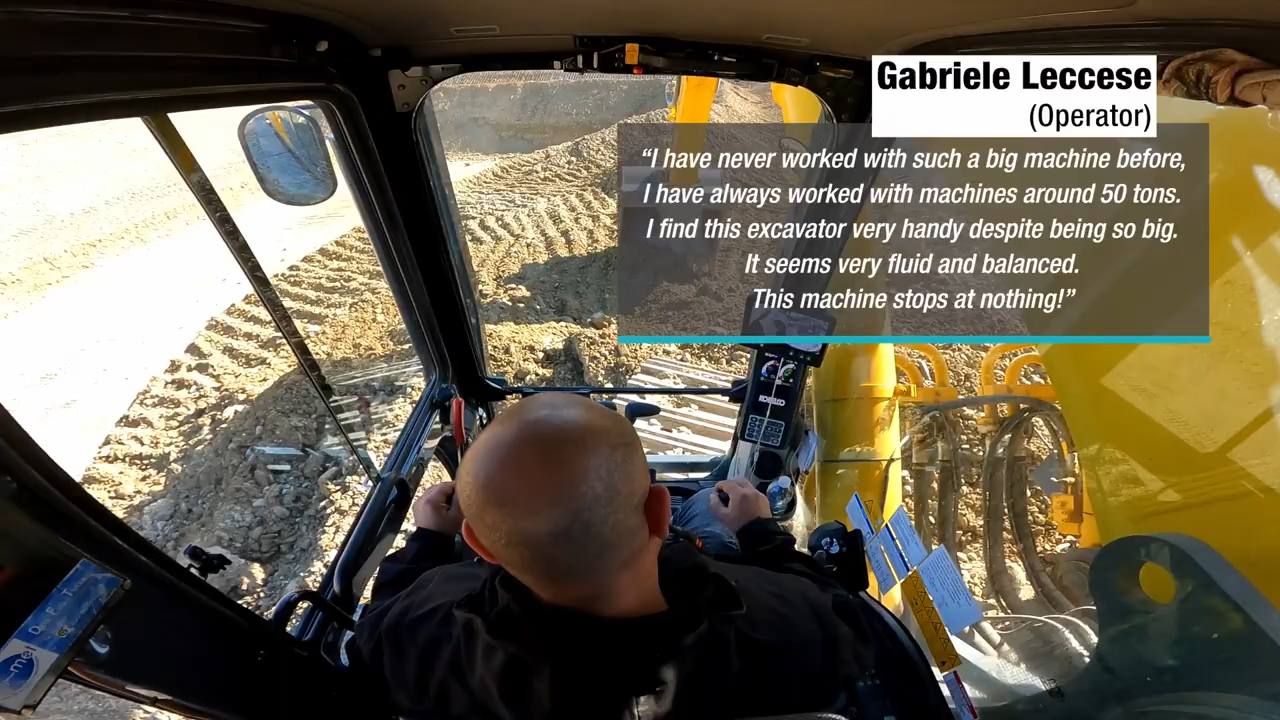 Gabriele Leccese
(Operator)
“I have never worked with such a big machine before,
I have always worked with machines around 50 tons.
I find this excavator very handy despite being so big.
It seems very fluid and balanced.
This machine stops at nothing!”
KOBELCO